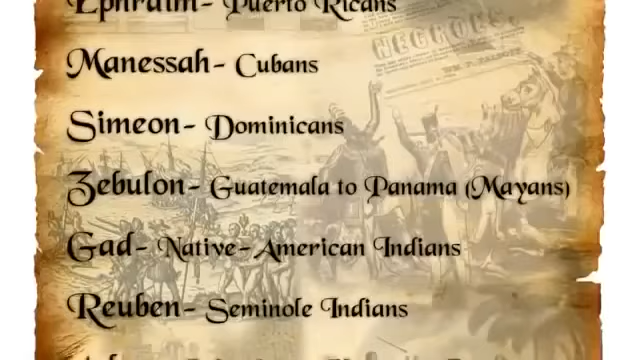 Ephraim- Puerto Ricans
NEGROES,
Manessah- Cubans
Simeon- Dominicans
Zebulon- Guatemala to Panama (Mayans)
Gad- Native-American Indians
Reuben- Seminole Indians